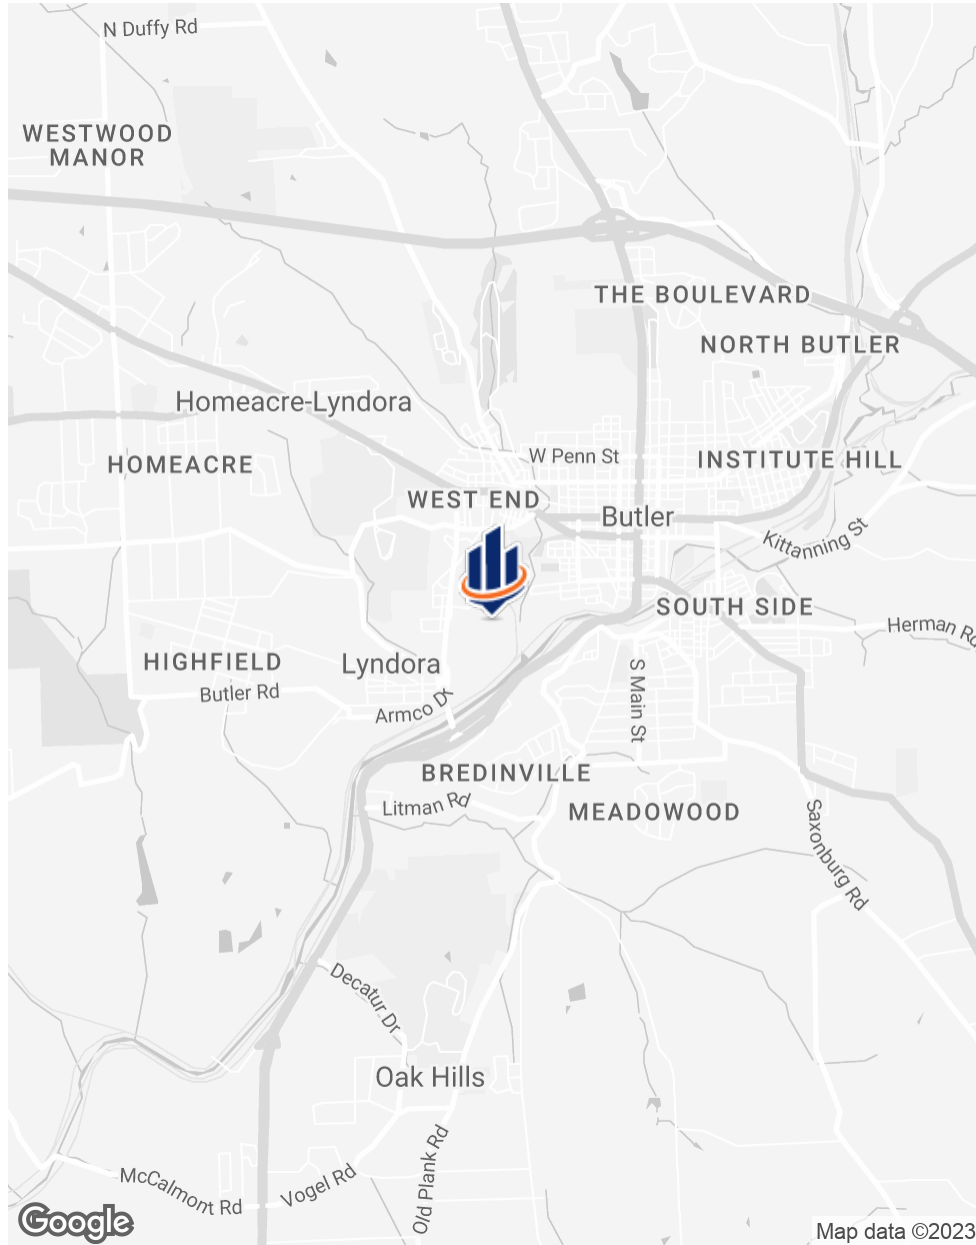 N Duffy Rd
WESTWOOD
MANOR
THE BOULEVARD
NORTH BUTLER
Homeacre-Lyndora
W Penn St
HOMEACRE
INSTITUTE HILL
WEST END
Butler
Kittanning St
SOUTH SIDE
Herman Rd
HIGHFIELD
Lyndora
Butler Rd
S Main St
Armco Dr
BREDINVILLE
Litman Rd
MEADOWOOD
Saxonburg Rd
Decatur Dr
Oak Hills
Old Plank Rd
McCalmont Rd
Vogel Rd
Google
Map data ©2023